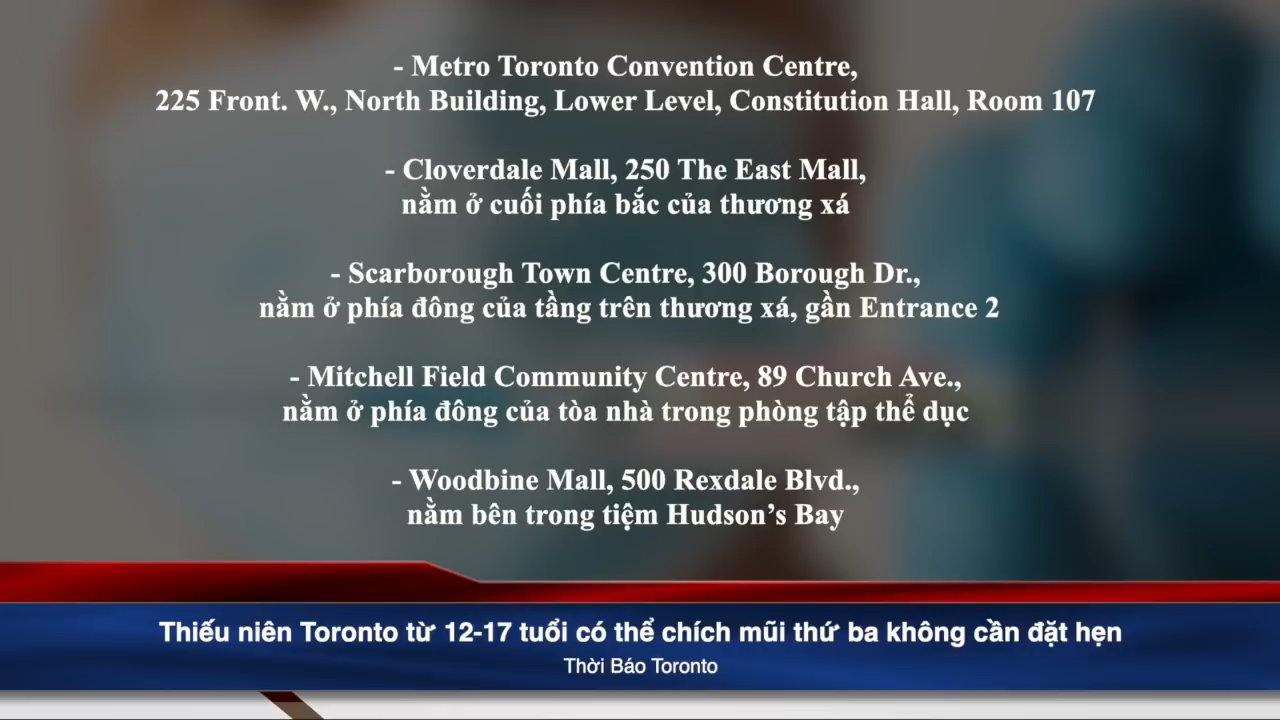 - Metro Toronto Convention Centre,
225 Front. W., North Building, Lower Level, Constitution Hall, Room 107
- Cloverdale Mall, 250 The East Mall,
nằm ở cuối phía bắc của thương xá
- Scarborough Town Centre, 300 Borough Dr.,
nằm ở phía đông của tầng trên thương xá, gần Entrance 2
- Mitchell Field Community Centre, 89 Church Ave.,
nằm ở phía đông của tòa nhà trong phòng tập thể dục
- Woodbine Mall, 500 Rexdale Blvd.,
nằm bên trong tiệm Hudson’s Bay
Thiếu niên Toronto từ 12-17 tuổi có thể chích mũi thứ ba không cần đặt hẹn
Thời Báo Toronto